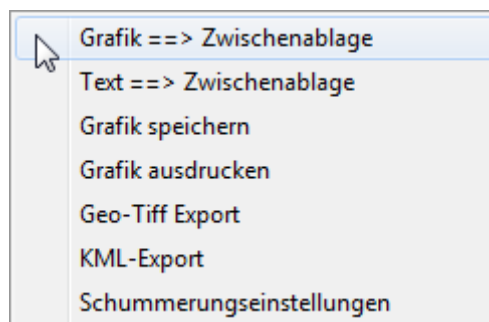 Grafik ==> Zwischenablage
Text ==> Zwischenablage
Grafik speichern
Grafik ausdrucken
Geo-Tiff Export
KML-Export
Schummerungseinstellungen